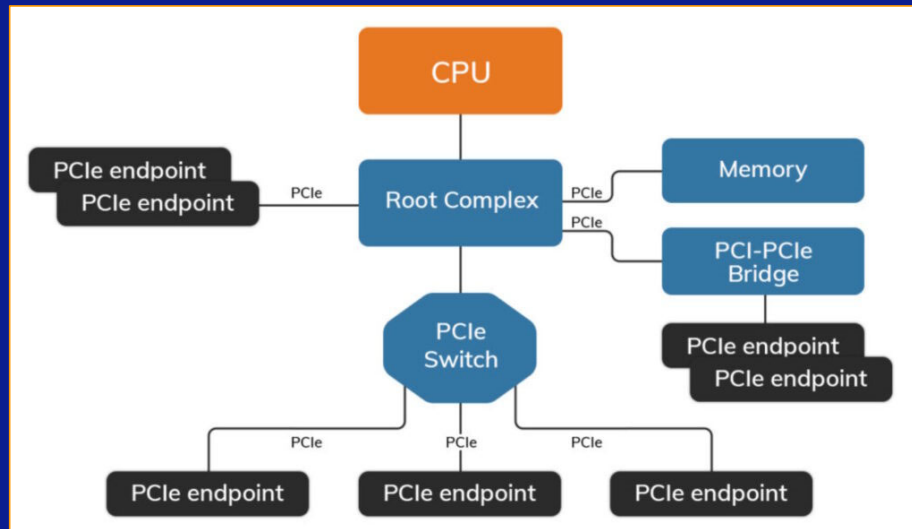 CPU
PCIe endpoint
PCIe endpoint
PCIe
Root Complex
PCIe
Memory
PCIe
PCI-PCIe
Bridge
PCIe
Switch
PCIe endpoint
PCIe endpoint
PCIe
PCIe
PCIe
PCIe endpoint
PCIe endpoint
PCIe endpoint